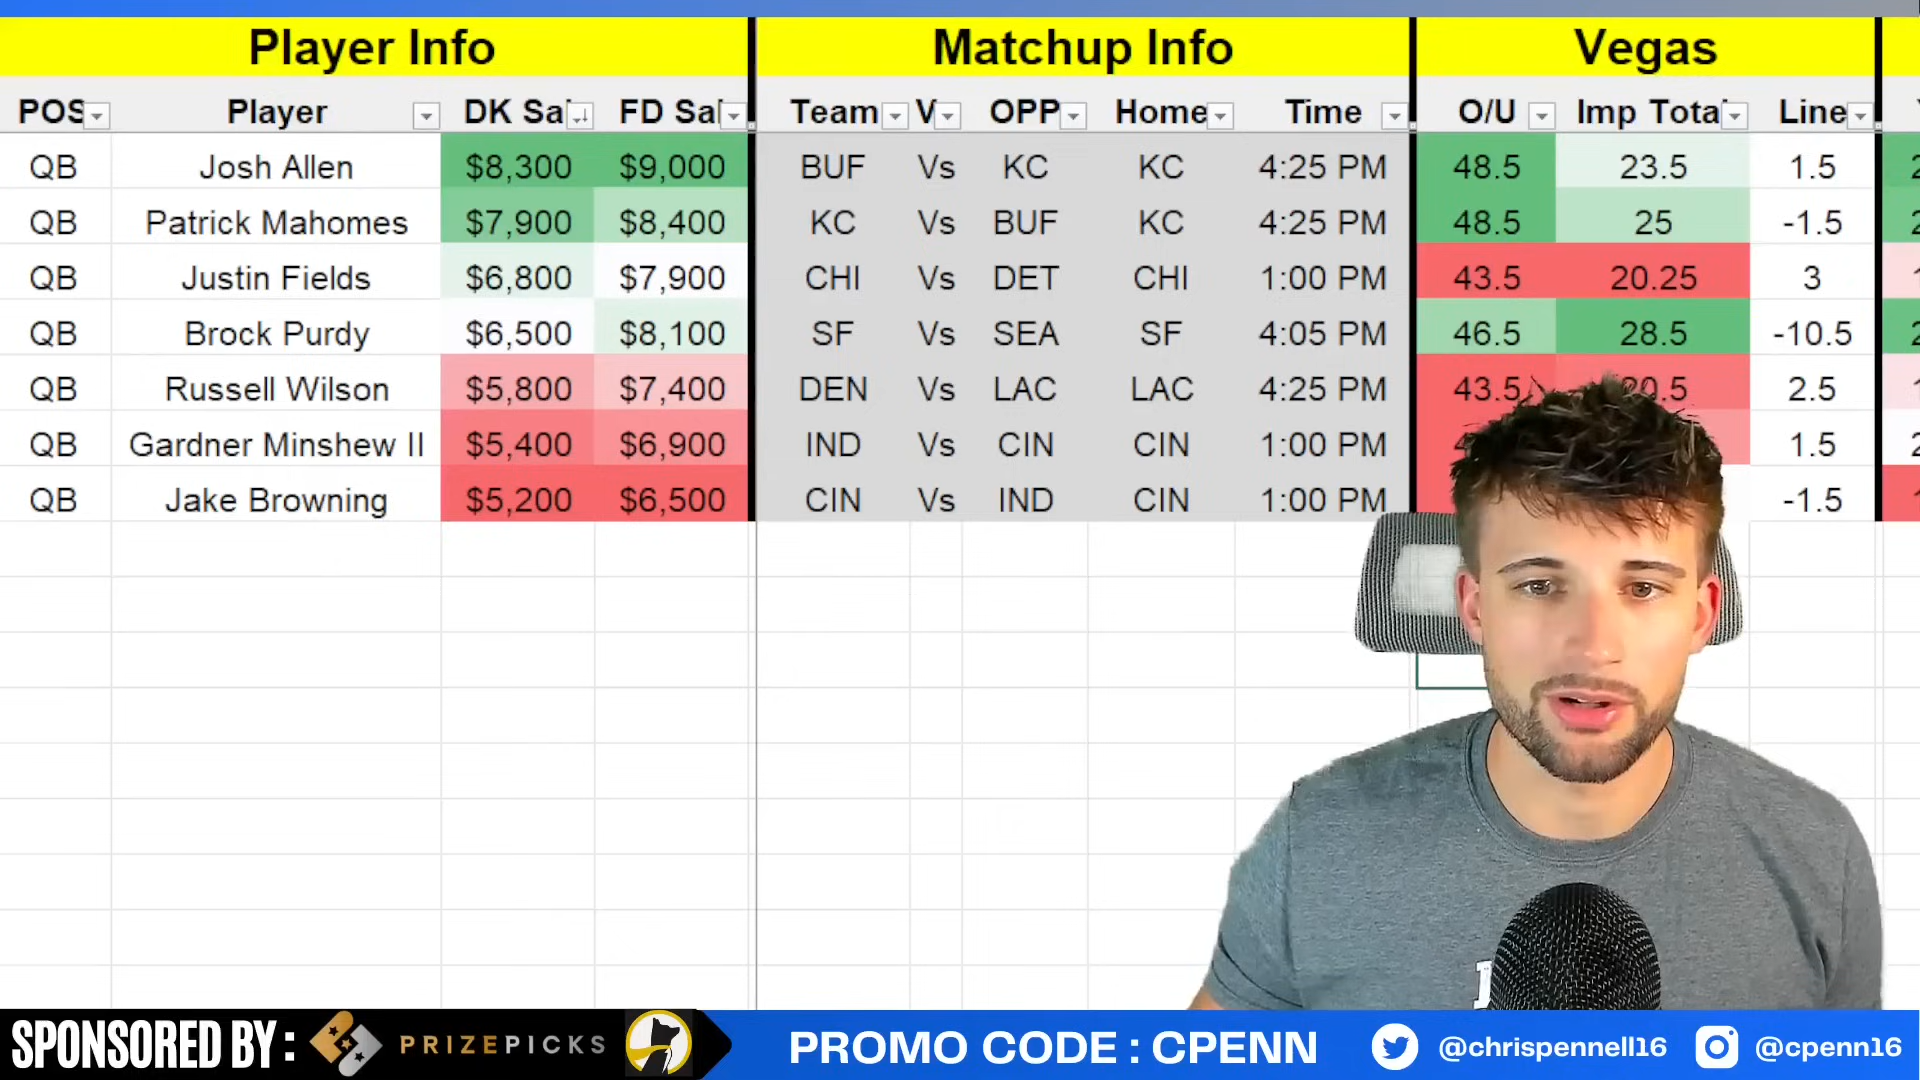 Player Info Matchup Info Vegas
POS Player DK Sal FD Sal Team V OPP Home Time O/U Imp Tota Line
QB Josh Allen $8,300 $9,000 BUF Vs KC KC 4:25 PM 48.5 23.5 1.5
QB Patrick Mahomes $7,900 $8,400 KC Vs BUF KC 4:25 PM 48.5 25 -1.5
QB Justin Fields $6,800 $7,900 CHI Vs DET CHI 1:00 PM 43.5 20.25 3
QB Brock Purdy $6,500 $8,100 SF Vs SEA SF 4:05 PM 46.5 28.5 -10.5
QB Russell Wilson $5,800 $7,400 DEN Vs LAC LAC 4:25 PM 43.5 20.5 2.5
QB Gardner Minshew II $5,400 $6,900 IND Vs CIN CIN 1:00 PM 1.5
QB Jake Browning $5,200 $6,500 CIN Vs IND CIN 1:00 PM -1.5
SPONSORED BY : PRIZEPICKS PROMO CODE : CPENN @chrispennell16 @cpenn16